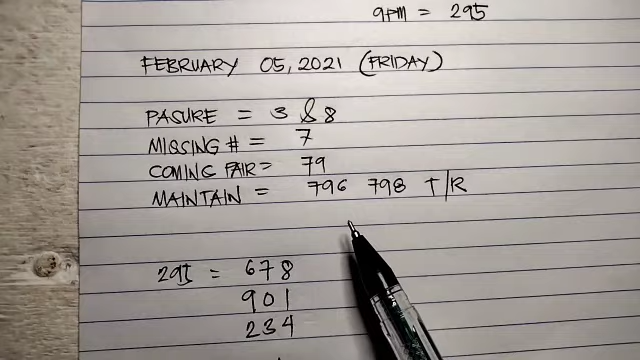 9pm = 295
FEBRUARY 05, 2021 (FRIDAY)
PASURE = 3 & 8
MISSING # = 7
COMING PAIR = 79
MAINTAIN = 796 798 T/R
295 = 678
901
234